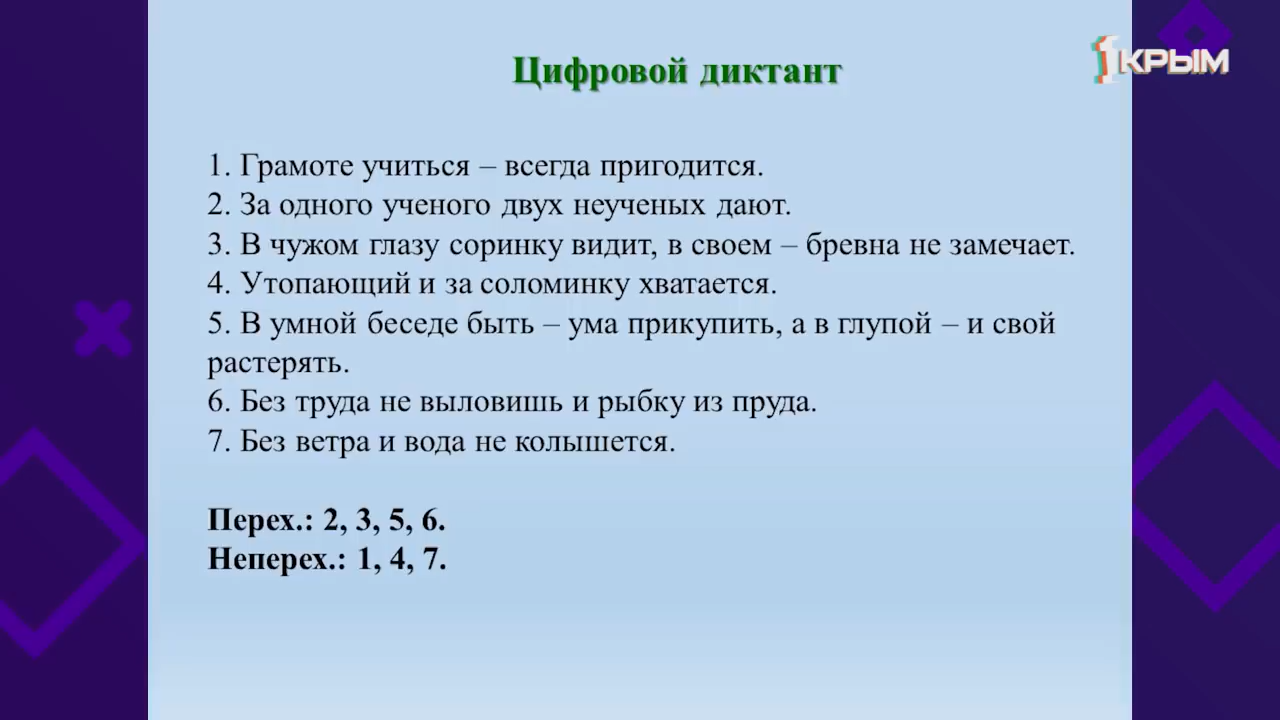 Цифровой диктант
1КРЫМ
1. Грамоте учиться – всегда пригодится.
2. За одного ученого двух неученых дают.
3. В чужом глазу соринку видит, в своем – бревна не замечает.
4. Утопающий и за соломинку хватается.
5. В умной беседе быть – ума прикупить, а в глупой – и свой
растерять.
6. Без труда не выловишь и рыбку из пруда.
7. Без ветра и вода не колышется.
Перех.: 2, 3, 5, 6.
Неперех.: 1, 4, 7.